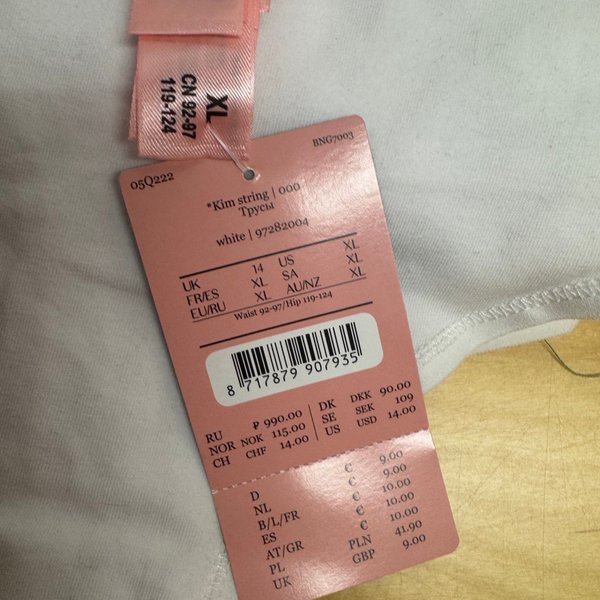 XL
CN 92-97
119-124
05Q222
BNG7003
*Kim string | 000
Трусы
white | 97282004
UK 14 US XL
FR/ES XL SA XL
EU/RU XL AU/NZ XL
Waist 92-97/Hip 119-124
8 717879 907935
RU ₽ 990.00 DK DKK 90.00
NOR NOK 115.00 SE SEK 109
CH CHF 14.00 US USD 14.00
D € 9.00
NL € 9.00
B/L/FR € 10.00
ES € 10.00
AT/GR € 10.00
PL PLN 41.90
UK GBP 9.00